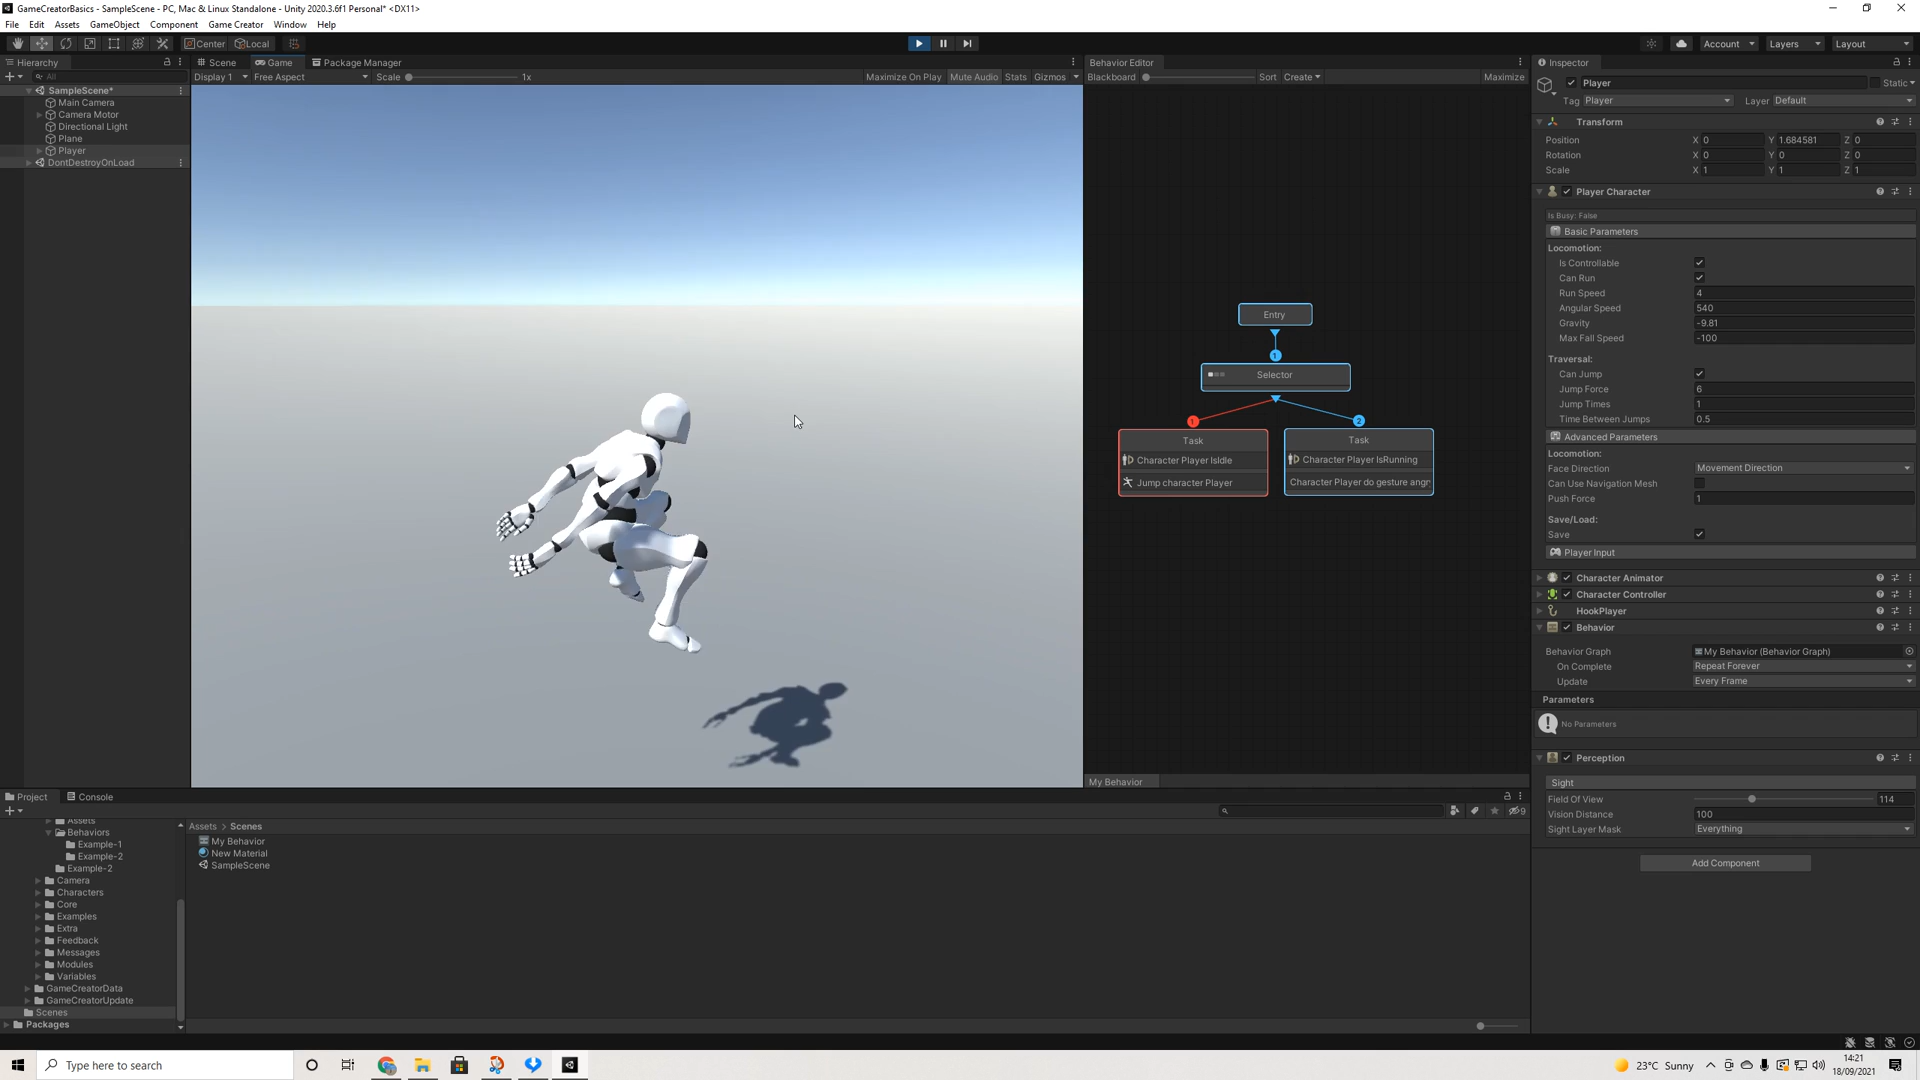 GameCreatorBasics - SampleScene - PC, Mac & Linux Standalone - Unity 2020.3.6f1 Personal* <DX11>
File Edit Assets GameObject Component Game Creator Window Help
Center Local
Account Layers Layout
Hierarchy
All
SampleScene*
Main Camera
Camera Motor
Directional Light
Plane
Player
DontDestroyOnLoad
Scene Game Package Manager
Display 1 Free Aspect Scale 1x Maximize On Play Mute Audio Stats Gizmos
Behavior Editor
Blackboard Sort Create Maximize
Entry
1
Selector
1 2
Task
Character Player IsIdle
Jump character Player
Task
Character Player IsRunning
Character Player do gesture angr
My Behavior
Inspector
Player Static
Tag Player Layer Default
Transform
Position X 0 Y 1.684581 Z 0
Rotation X 0 Y 0 Z 0
Scale X 1 Y 1 Z 1
Player Character
Is Busy: False
Basic Parameters
Locomotion:
Is Controllable
Can Run
Run Speed 4
Angular Speed 540
Gravity -9.81
Max Fall Speed -100
Traversal:
Can Jump
Jump Force 6
Jump Times 1
Time Between Jumps 0.5
Advanced Parameters
Locomotion:
Face Direction Movement Direction
Can Use Navigation Mesh
Push Force 1
Save/Load:
Save
Player Input
Character Animator
Character Controller
HookPlayer
Behavior
Behavior Graph My Behavior (Behavior Graph)
On Complete Repeat Forever
Update Every Frame
Parameters
No Parameters
Perception
Sight
Field Of View 114
Vision Distance 100
Sight Layer Mask Everything
Add Component
Project Console
Assets
Behaviors
Example-1
Example-2
Example-2
Camera
Characters
Core
Examples
Extra
Feedback
Messages
Modules
Variables
GameCreatorData
GameCreatorUpdate
Scenes
Packages
Assets > Scenes
My Behavior
New Material
SampleScene
9
Type here to search
23°C Sunny
14:21
18/09/2021